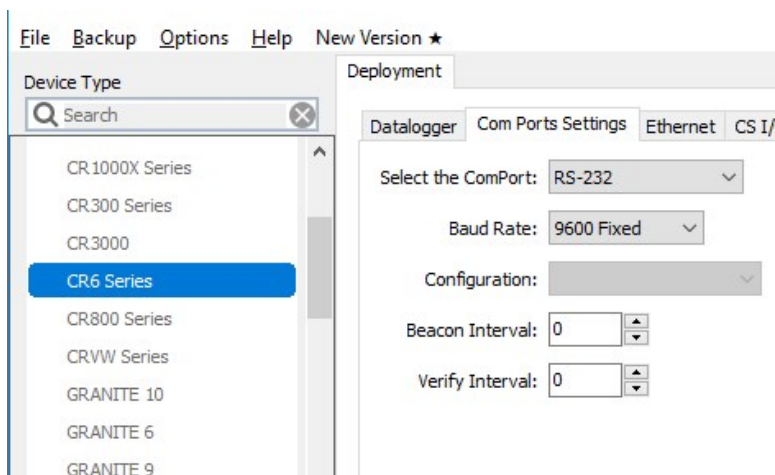 File Backup Options Help New Version ★
Device Type
Search
CR1000X Series
CR300 Series
CR3000
CR6 Series
CR800 Series
CRVW Series
GRANITE 10
GRANITE 6
GRANITE 9
Deployment
Datalogger Com Ports Settings Ethernet CS I/
Select the ComPort: RS-232
Baud Rate: 9600 Fixed
Configuration:
Beacon Interval: 0
Verify Interval: 0